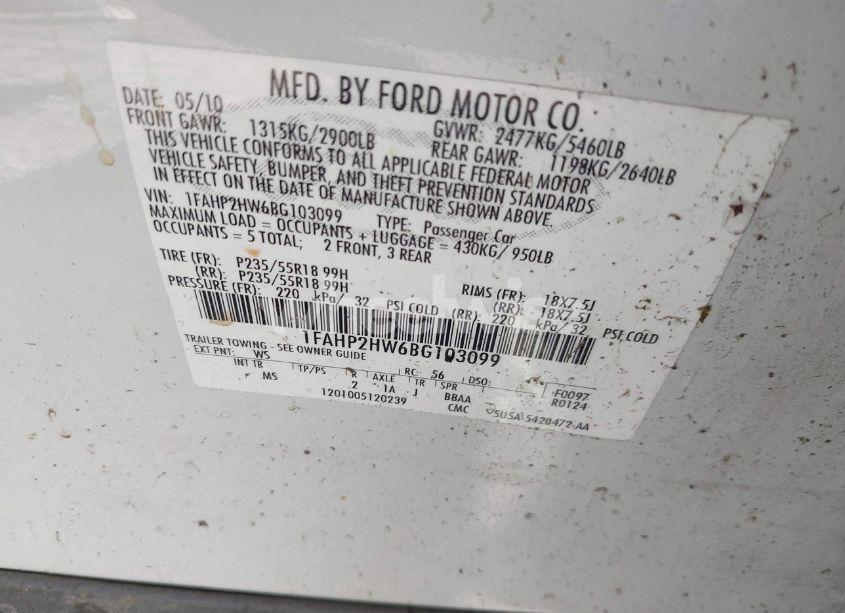 MFD. BY FORD MOTOR CO.
DATE: 05/10 GVWR: 2477KG/5460LB
FRONT GAWR: 1315KG/2900LB REAR GAWR: 1198KG/2640LB
THIS VEHICLE CONFORMS TO ALL APPLICABLE FEDERAL MOTOR
VEHICLE SAFETY, BUMPER, AND THEFT PREVENTION STANDARDS
IN EFFECT ON THE DATE OF MANUFACTURE SHOWN ABOVE.
VIN: 1FAHP2HW6BG103099 TYPE: Passenger Car
MAXIMUM LOAD = OCCUPANTS + LUGGAGE = 430KG/ 950LB
OCCUPANTS = 5 TOTAL; 2 FRONT, 3 REAR
TIRE (FR): P235/55R18 99H RIMS (FR): 18X7.5J
(RR): P235/55R18 99H (RR): 18X7.5J
PRESSURE (FR): 220 kPa/ 32 PSI COLD (RR): 220 kPa/ 32 PSI COLD
1FAHP2HW6BG103099
TRAILER TOWING - SEE OWNER GUIDE
EXT PNT: WS RC: 56 DSO: F0097
INT TR TP/PS R AXLE TR SPR R0124
MS 2 1A J BBAA
1201005120239 CMC 5U5A-5420472-AA